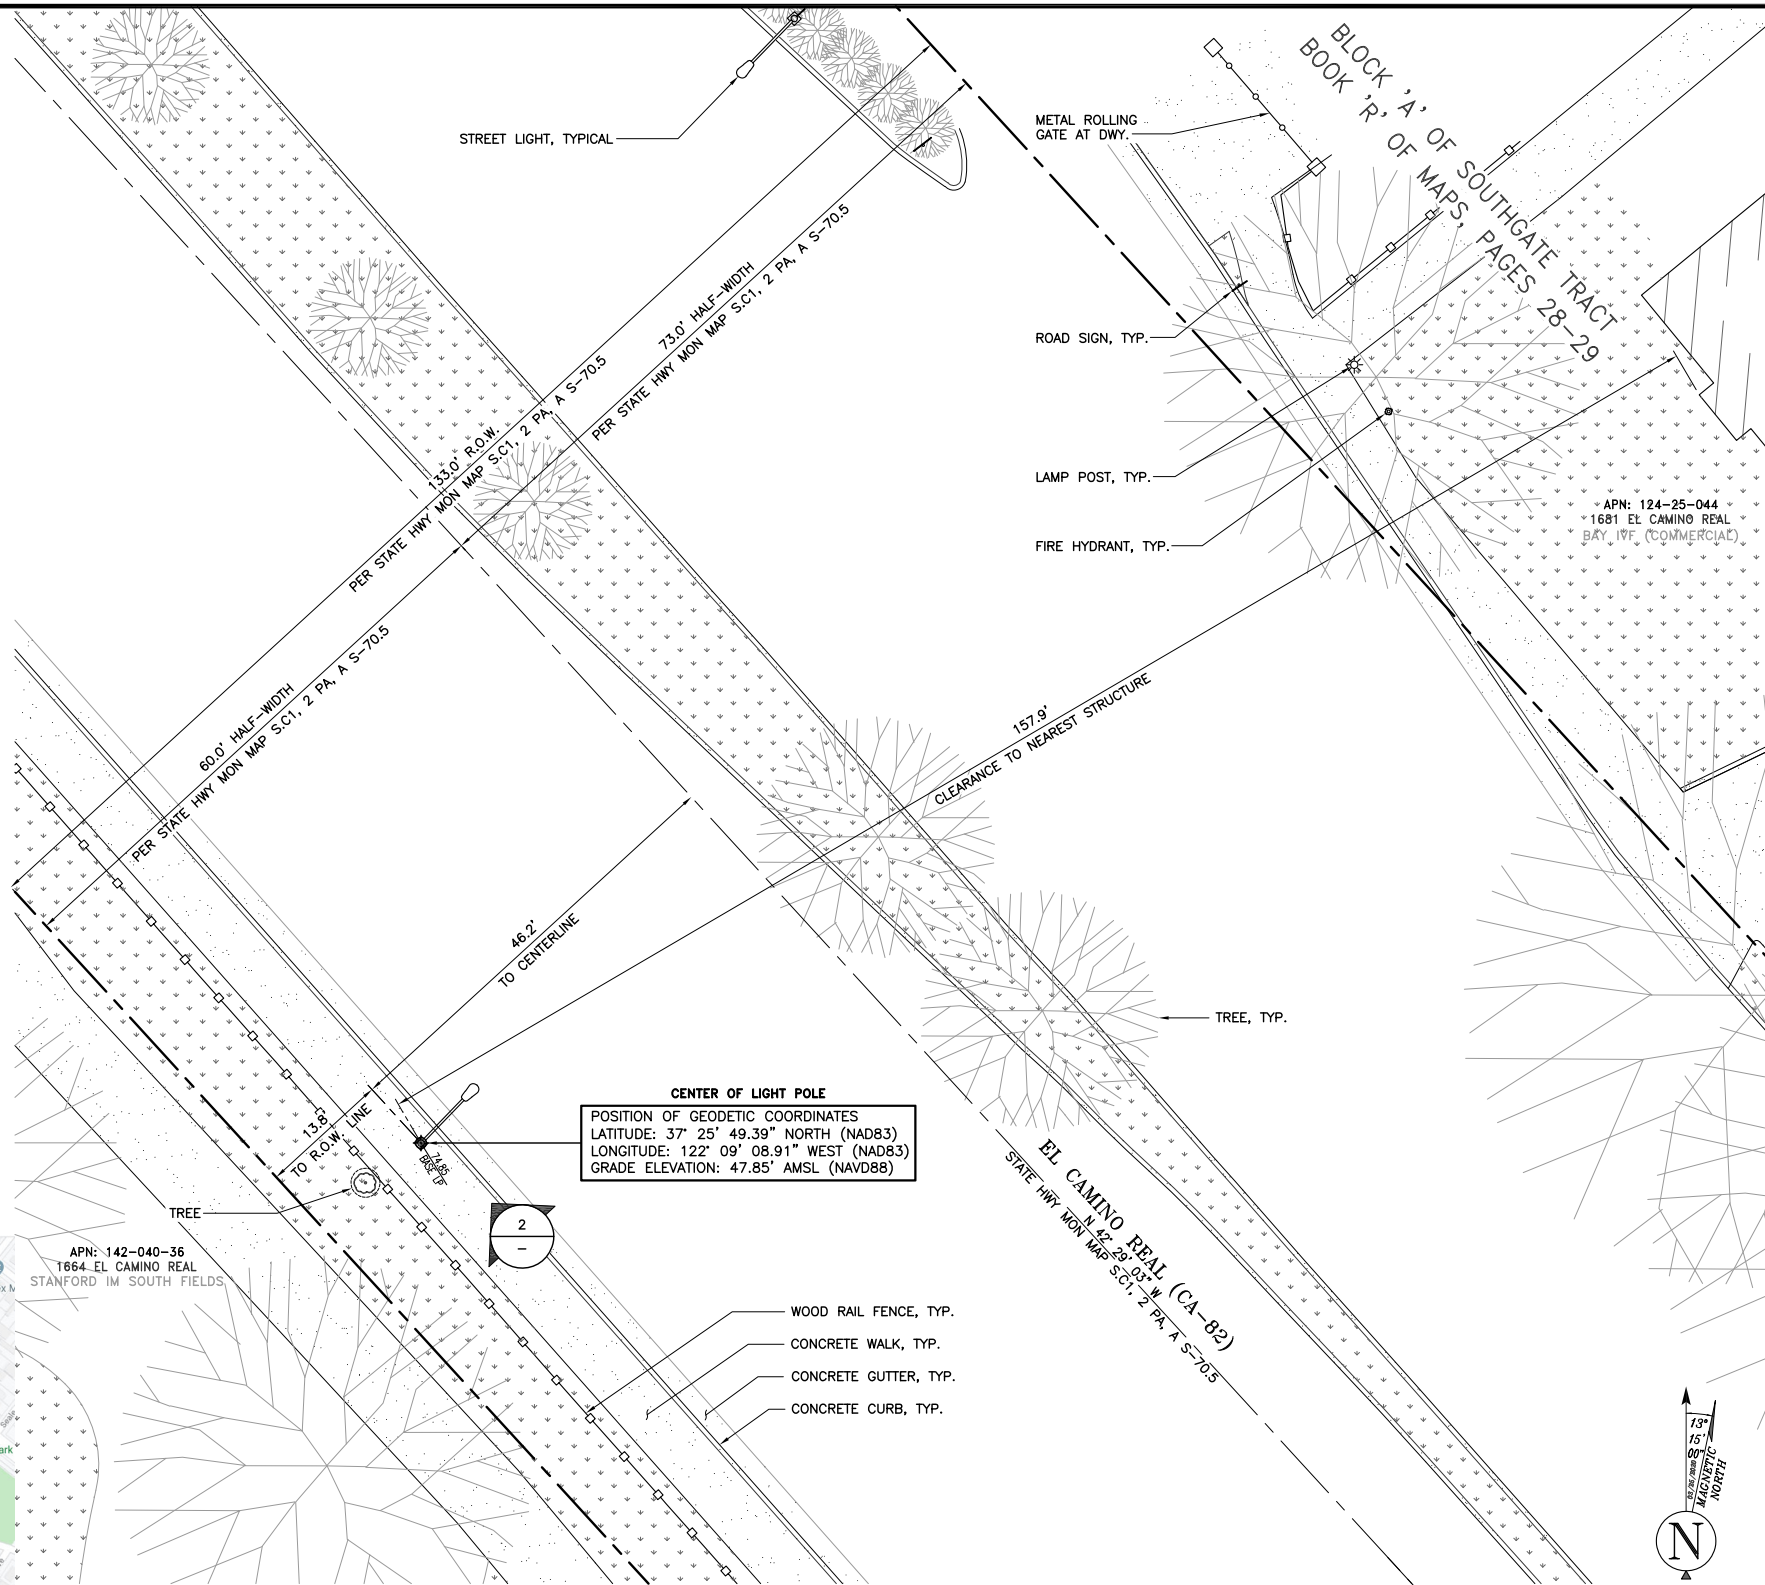 BLOCK 'A' OF SOUTHGATE TRACT
BOOK 'R' OF MAPS, PAGES 28-29
METAL ROLLING
GATE AT DWY.
STREET LIGHT, TYPICAL
73.0' HALF-WIDTH
PER STATE HWY MON MAP S.C1, 2 PA, A S-70.5
133.0' R.O.W.
PER STATE HWY MON MAP S.C1, 2 PA, A S-70.5
60.0' HALF-WIDTH
PER STATE HWY MON MAP S.C1, 2 PA, A S-70.5
ROAD SIGN, TYP.
LAMP POST, TYP.
FIRE HYDRANT, TYP.
APN: 124-25-044
1681 EL CAMINO REAL
BAY IVF (COMMERCIAL)
157.9'
CLEARANCE TO NEAREST STRUCTURE
46.2'
TO CENTERLINE
TREE, TYP.
CENTER OF LIGHT POLE
POSITION OF GEODETIC COORDINATES
LATITUDE: 37° 25' 49.39" NORTH (NAD83)
LONGITUDE: 122° 09' 08.91" WEST (NAD83)
GRADE ELEVATION: 47.85' AMSL (NAVD88)
13.8'
TO R.O.W. LINE
74.85
BASE LP
TREE
2
–
APN: 142-040-36
1664 EL CAMINO REAL
STANFORD IM SOUTH FIELDS
EL CAMINO REAL (CA-82)
N 42° 29' 03" W
STATE HWY MON MAP S.C1, 2 PA, A S-70.5
WOOD RAIL FENCE, TYP.
CONCRETE WALK, TYP.
CONCRETE GUTTER, TYP.
CONCRETE CURB, TYP.
13°
15'
00"
MAGNETIC
NORTH
N